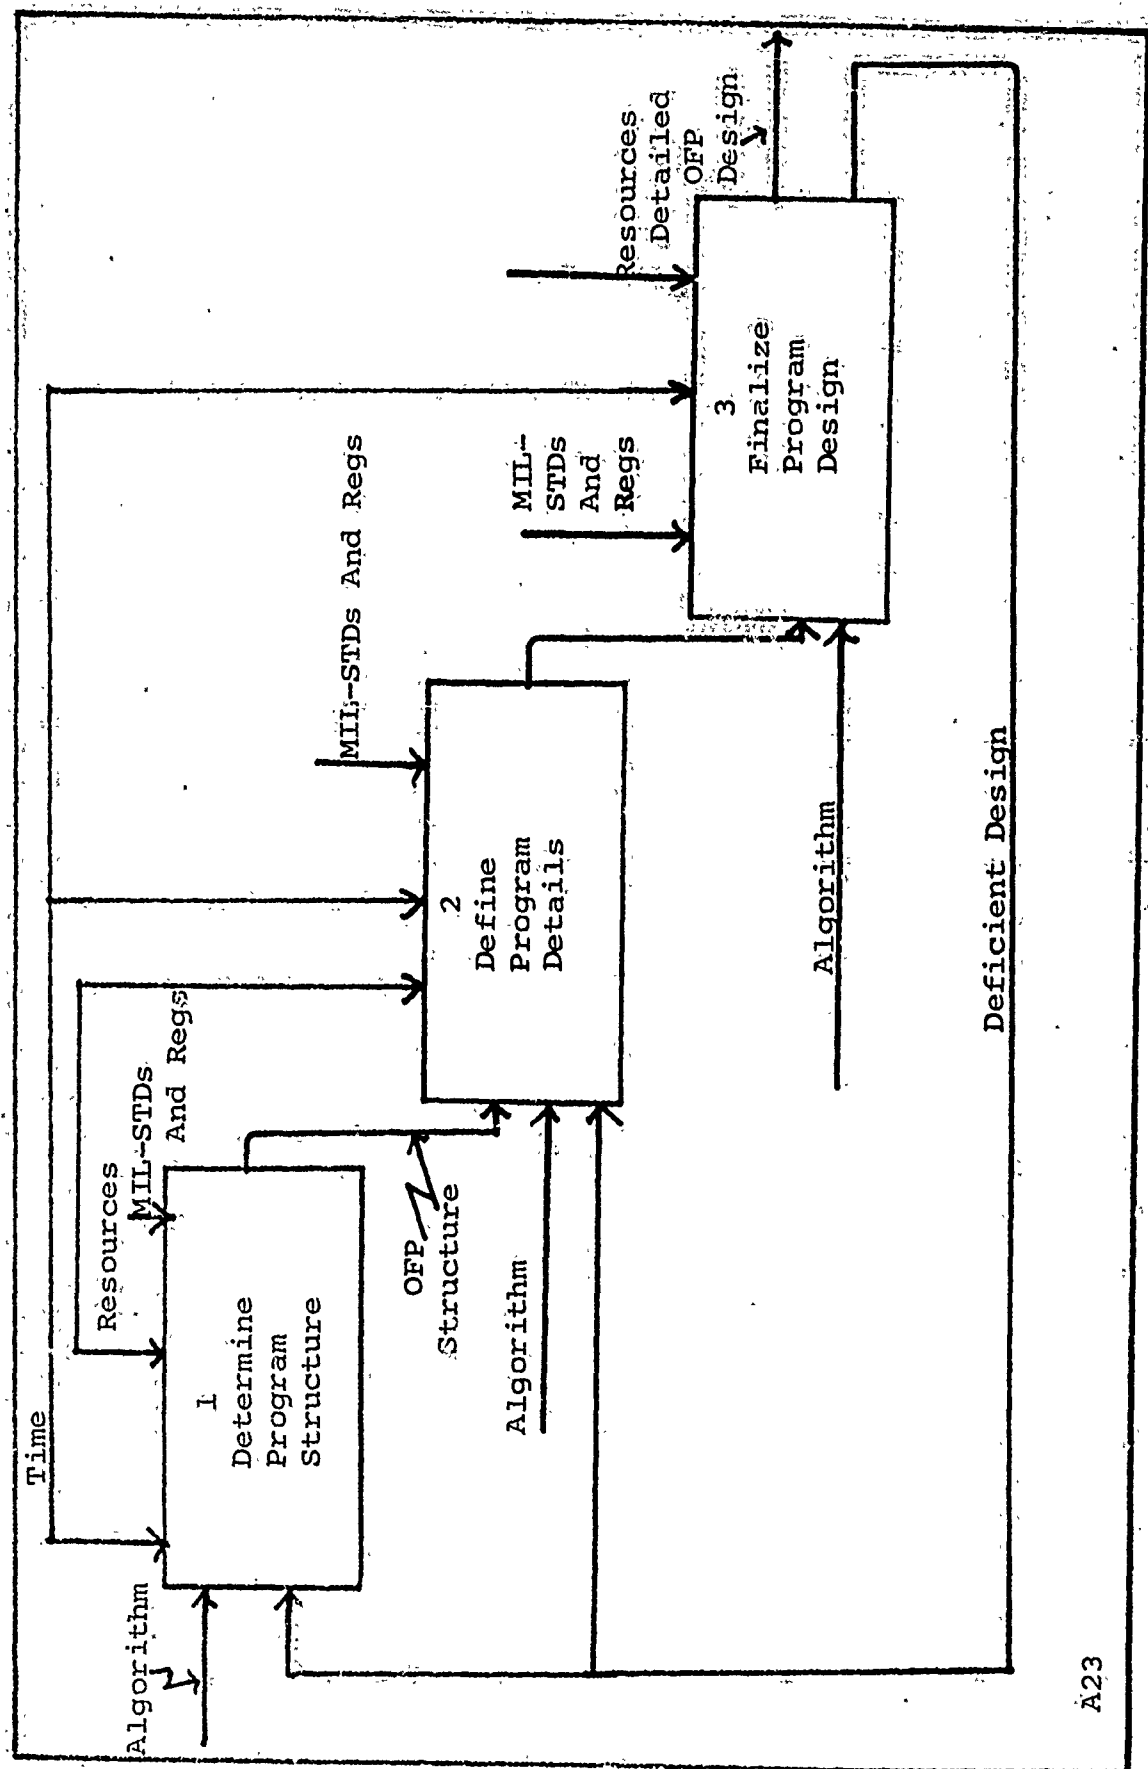 Time
Algorithm
Resources
MIL-STDs
And Regs
1
Determine
Program
Structure
OFP
Structure
Algorithm
MIL-STDs And Regs
2
Define
Program
Details
MIL-
STDs
And
Regs
Resources
Detailed
OFP
Design
3
Finalize
Program
Design
Algorithm
Deficient Design
A23